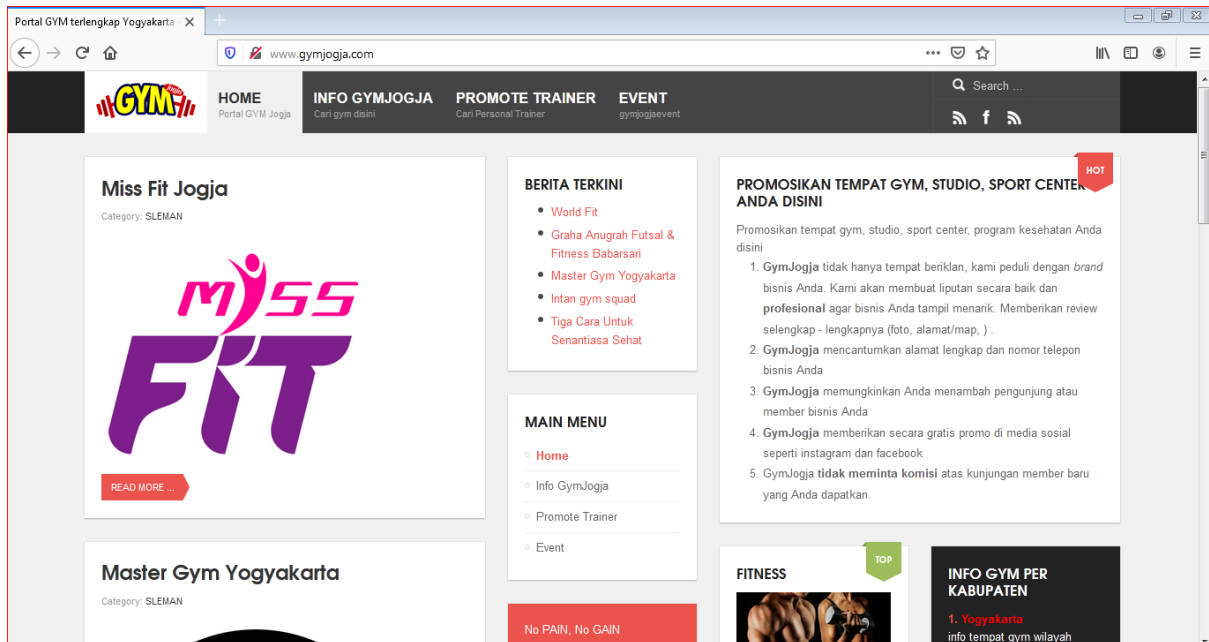 Portal GYM terlengkap Yogyakarta
www.gymjogja.com
GYM
Jogja
HOME
Portal GYM Jogja
INFO GYMJOGJA
Cari gym disini
PROMOTE TRAINER
Cari Personal Trainer
EVENT
gymjogjaevent
Search ...
Miss Fit Jogja
Category: SLEMAN
MISS
FIT
READ MORE ...
Master Gym Yogyakarta
Category: SLEMAN
BERITA TERKINI
World Fit
Graha Anugrah Futsal &
Fitness Babarsari
Master Gym Yogyakarta
Intan gym squad
Tiga Cara Untuk
Senantiasa Sehat
MAIN MENU
Home
Info GymJogja
Promote Trainer
Event
No PAIN, No GAIN
HOT
PROMOSIKAN TEMPAT GYM, STUDIO, SPORT CENTER
ANDA DISINI
Promosikan tempat gym, studio, sport center, program kesehatan Anda
disini
1. GymJogja tidak hanya tempat beriklan, kami peduli dengan brand
bisnis Anda. Kami akan membuat liputan secara baik dan
profesional agar bisnis Anda tampil menarik. Memberikan review
selengkap - lengkapnya (foto, alamat/map, ) .
2. GymJogja mencantumkan alamat lengkap dan nomor telepon
bisnis Anda
3. GymJogja memungkinkan Anda menambah pengunjung atau
member bisnis Anda
4. GymJogja memberikan secara gratis promo di media sosial
seperti instagram dan facebook
5. GymJogja tidak meminta komisi atas kunjungan member baru
yang Anda dapatkan.
FITNESS
TOP
INFO GYM PER
KABUPATEN
1. Yogyakarta
info tempat gym wilayah